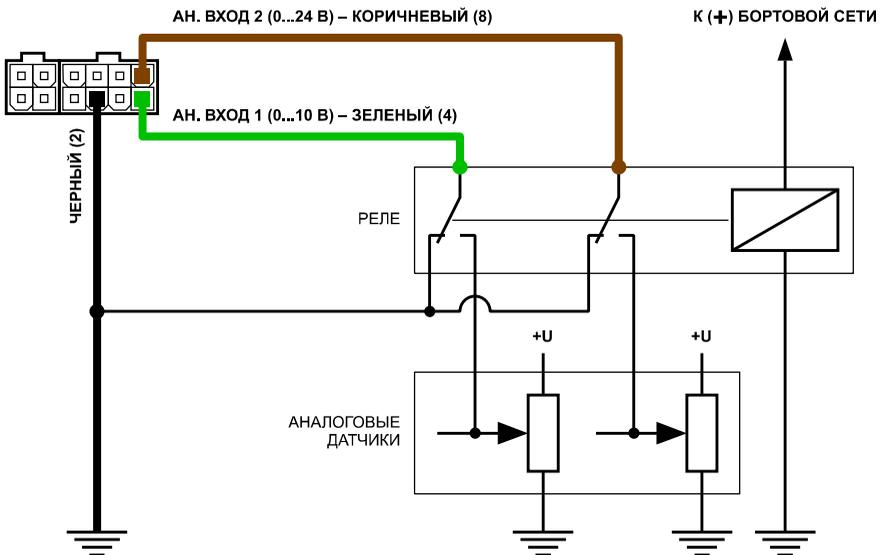 АН. ВХОД 2 (0...24 В) – КОРИЧНЕВЫЙ (8)
К (+) БОРТОВОЙ СЕТИ
АН. ВХОД 1 (0...10 В) – ЗЕЛЕНЫЙ (4)
ЧЕРНЫЙ (2)
РЕЛЕ
+U
+U
АНАЛОГОВЫЕ
ДАТЧИКИ